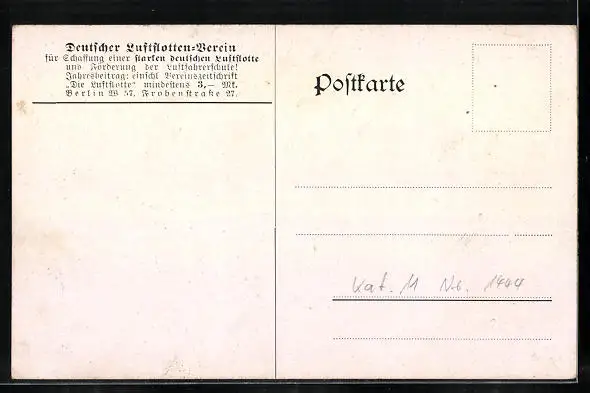 Deutscher Luftflotten-Verein
für Schaffung einer starken deutschen Luftflotte
und Förderung der Luftfahrerschule!
Jahresbeitrag: einschl Vereinszeitschrift
„Die Luftflotte" mindestens 3,— Mk.
Berlin W 57, Frobenstraße 27.
Postkarte
Kat. M No. 1404